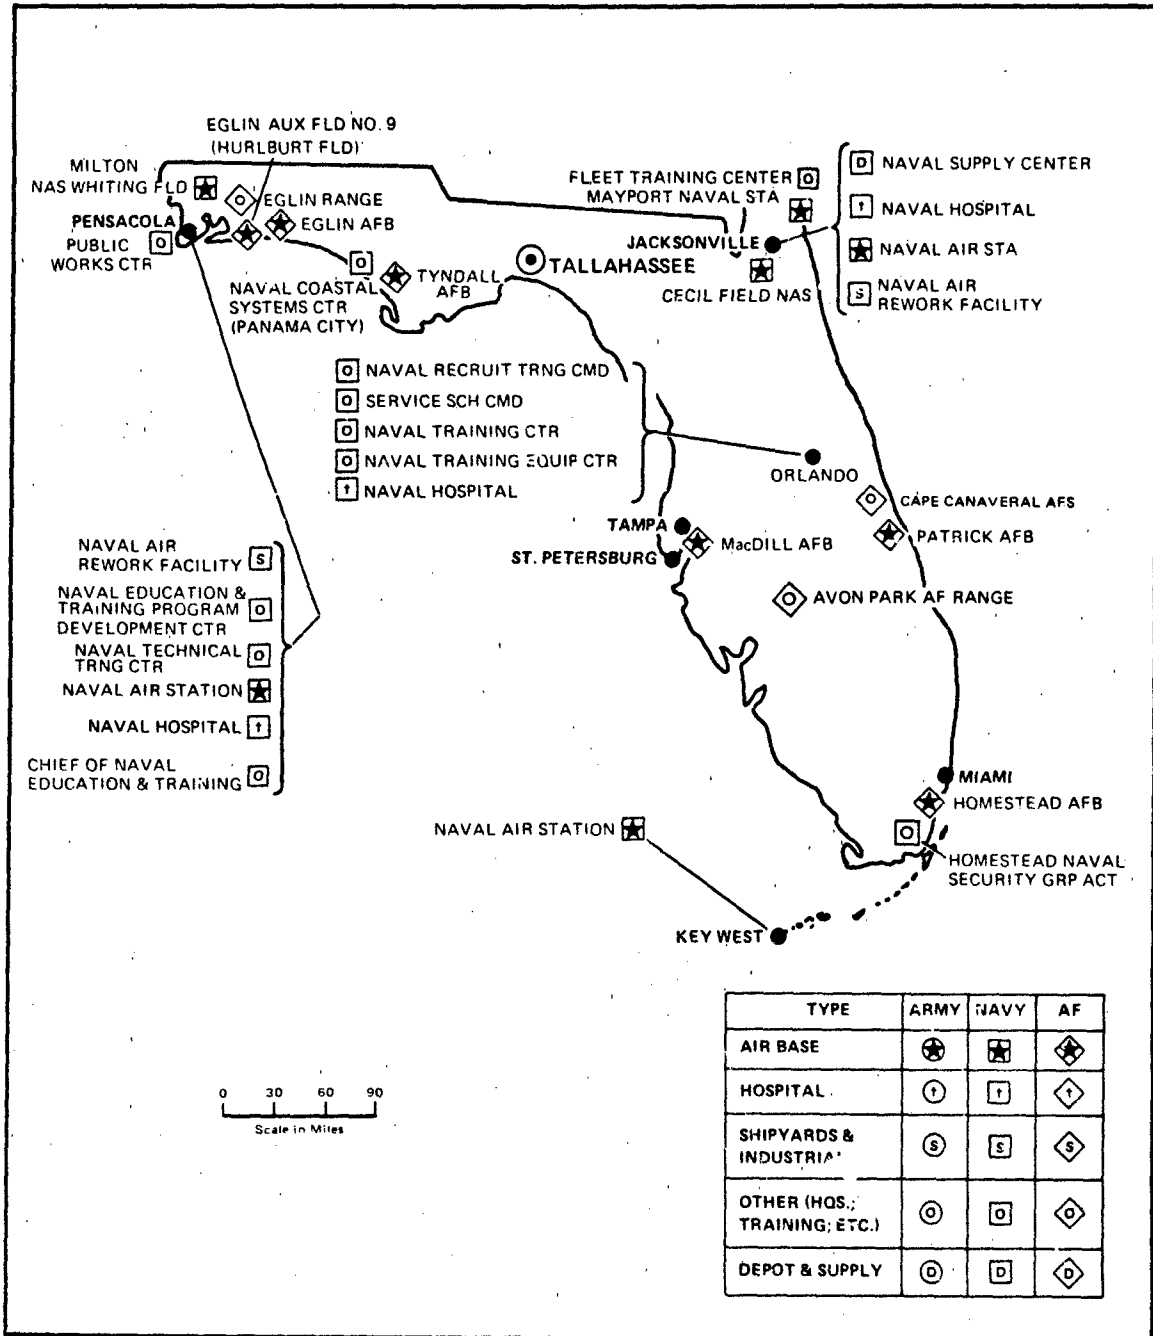 EGLIN AUX FLD NO. 9
(HURLBURT FLD)
MILTON
NAS WHITING FLD
EGLIN RANGE
PENSACOLA
EGLIN AFB
PUBLIC
WORKS CTR
NAVAL COASTAL
SYSTEMS CTR
(PANAMA CITY)
TYNDALL
AFB
TALLAHASSEE
FLEET TRAINING CENTER
MAYPORT NAVAL STA
JACKSONVILLE
CECIL FIELD NAS
D NAVAL SUPPLY CENTER
† NAVAL HOSPITAL
NAVAL AIR STA
S NAVAL AIR
REWORK FACILITY
O NAVAL RECRUIT TRNG CMD
O SERVICE SCH CMD
O NAVAL TRAINING CTR
O NAVAL TRAINING EQUIP CTR
† NAVAL HOSPITAL
ORLANDO
CAPE CANAVERAL AFS
PATRICK AFB
TAMPA
MacDILL AFB
ST. PETERSBURG
AVON PARK AF RANGE
NAVAL AIR
REWORK FACILITY S
NAVAL EDUCATION &
TRAINING PROGRAM O
DEVELOPMENT CTR
NAVAL TECHNICAL O
TRNG CTR
NAVAL AIR STATION
NAVAL HOSPITAL †
CHIEF OF NAVAL
EDUCATION & TRAINING O
MIAMI
HOMESTEAD AFB
NAVAL AIR STATION
HOMESTEAD NAVAL
SECURITY GRP ACT
KEY WEST
TYPE ARMY NAVY AF
AIR BASE
HOSPITAL † † †
SHIPYARDS & S S S
INDUSTRIA
OTHER (HQS.; O O O
TRAINING; ETC.)
DEPOT & SUPPLY D D D
0 30 60 90
Scale in Miles